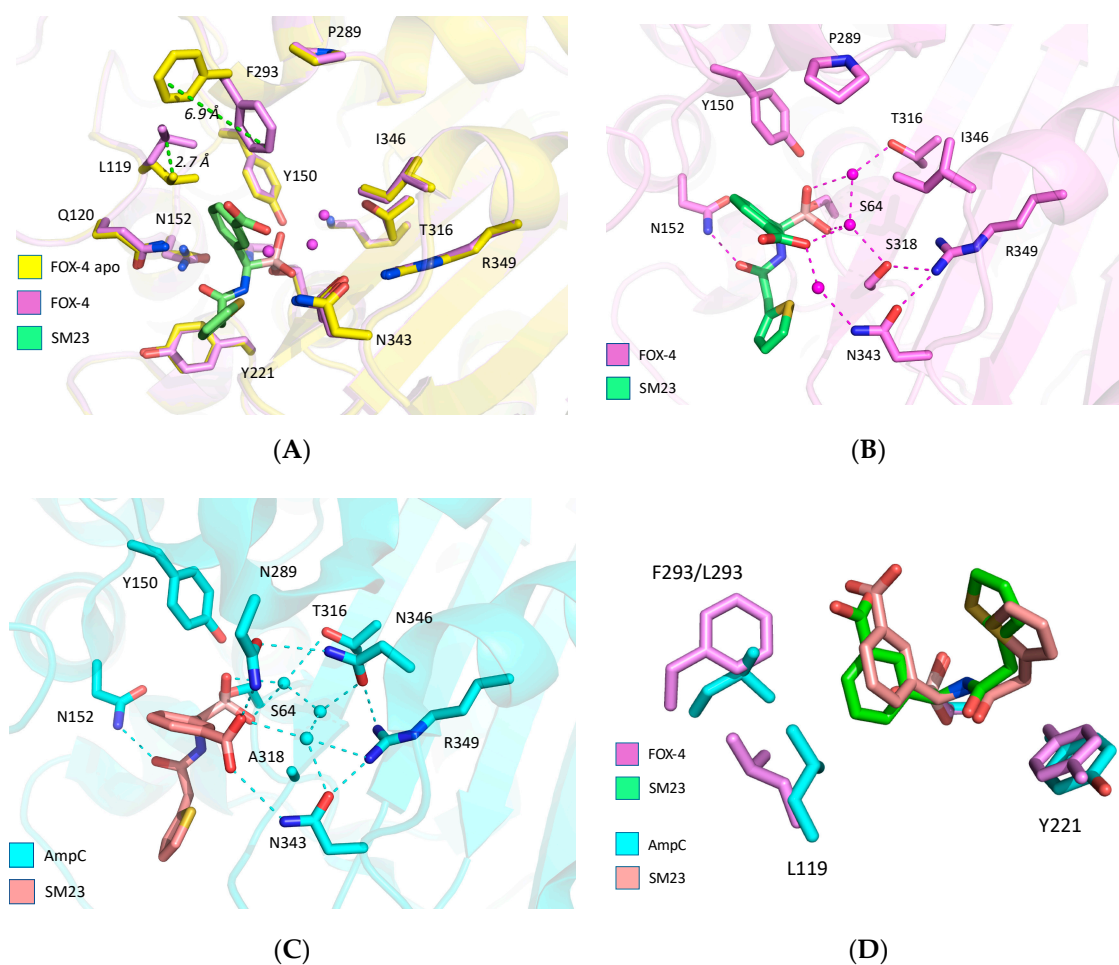 P289
F293
6.9 Å
I346
L119
2.7 Å
Y150
Q120
N152
T316
FOX-4 apo
R349
FOX-4
SM23
N343
Y221
(A)
P289
Y150
T316
I346
S64
N152
S318
R349
FOX-4
SM23
N343
(B)
Y150
N289
T316
N346
N152
S64
R349
A318
AmpC
N343
SM23
(C)
F293/L293
FOX-4
SM23
AmpC
Y221
SM23
L119
(D)